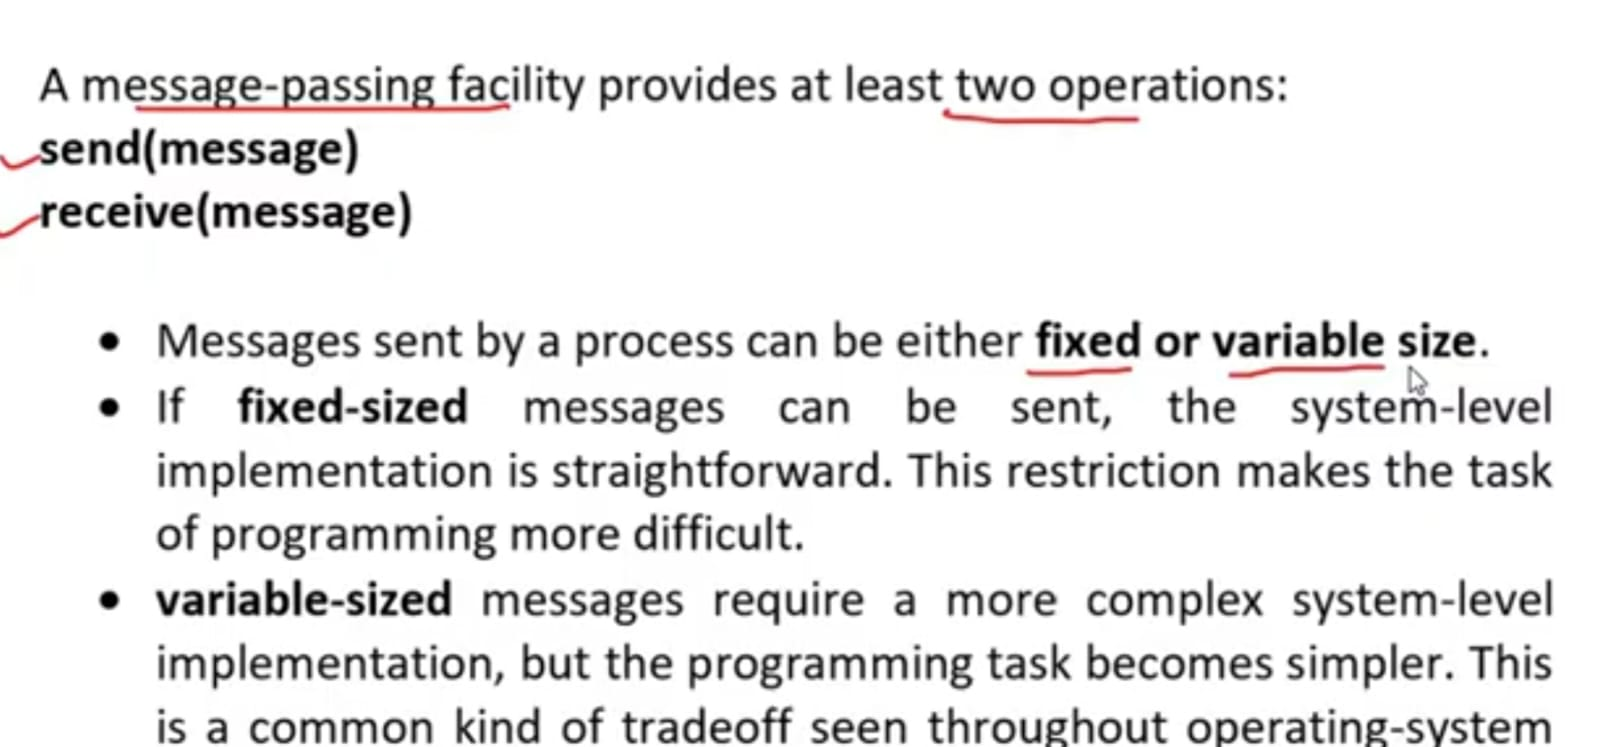 A message-passing facility provides at least two operations:
send(message)
receive(message)
• Messages sent by a process can be either fixed or variable size.
• If fixed-sized messages can be sent, the system-level
implementation is straightforward. This restriction makes the task
of programming more difficult.
• variable-sized messages require a more complex system-level
implementation, but the programming task becomes simpler. This
is a common kind of tradeoff seen throughout operating-system